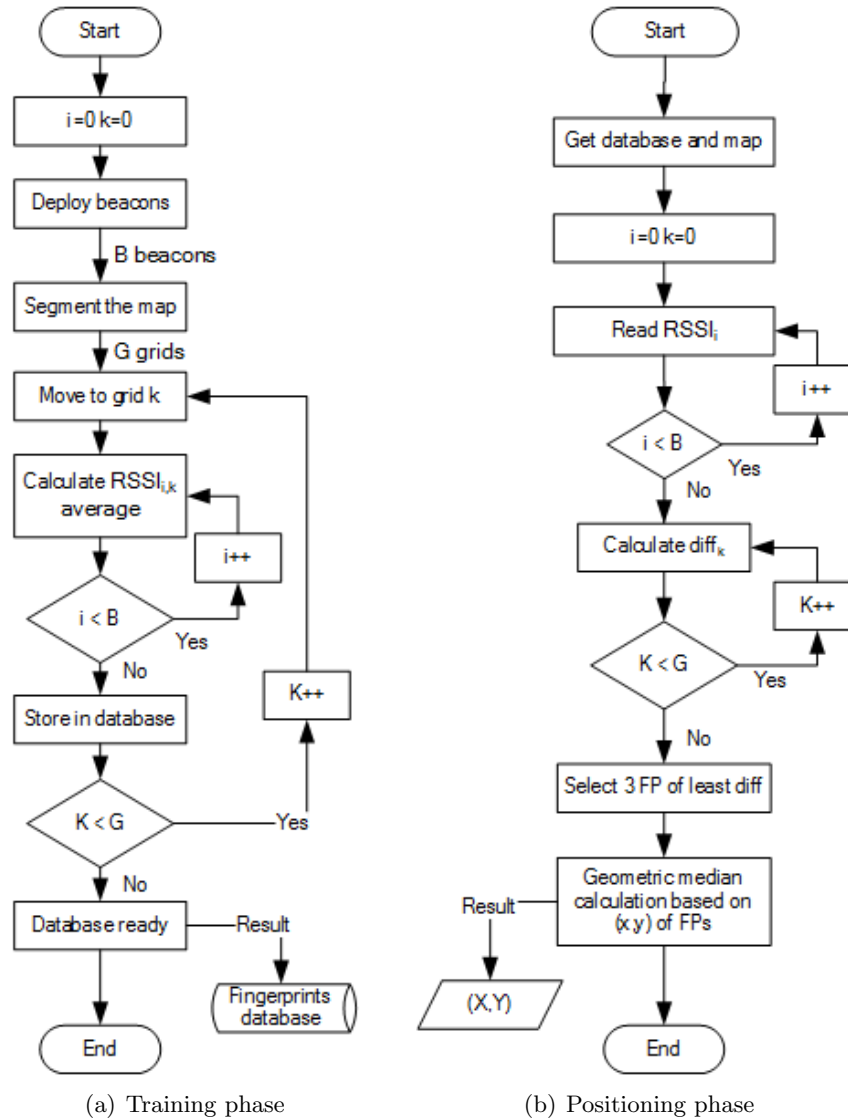 Start
i=0 k=0
Deploy beacons
B beacons
Segment the map
G grids
Move to grid k
Calculate RSSIi,k
average
i++
i < B
Yes
No
Store in database
K++
K < G
Yes
No
Database ready
Result
Fingerprints
database
End
(a) Training phase
Start
Get database and map
i=0 k=0
Read RSSIi
i++
i < B
Yes
No
Calculate diffk
K++
K < G
Yes
No
Select 3 FP of least diff
Geometric median
calculation based on
(x,y) of FPs
Result
(X,Y)
End
(b) Positioning phase